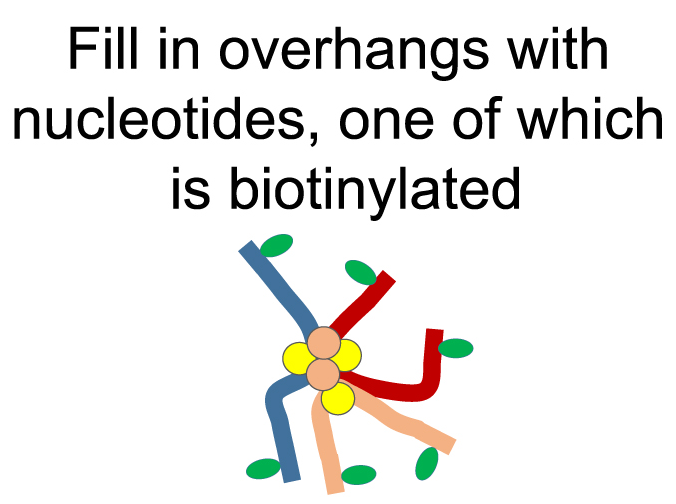 Fill in overhangs with
nucleotides, one of which
is biotinylated